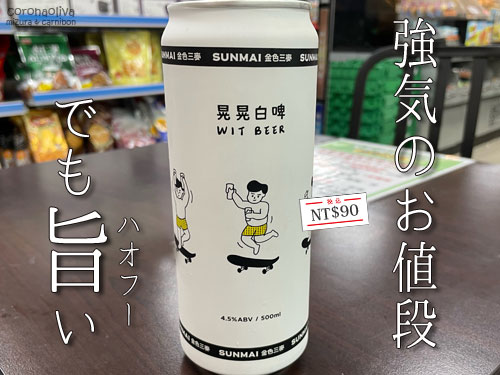 coronaoliva
mizura & carnibon
強気のお値段
でも旨い
ハオフー
SUNMAI 金色三麥 SUNMAI
晃晃白啤
WIT BEER
税込
NT$90
4.5%ABV / 500ml
SUNMAI 金色三麥